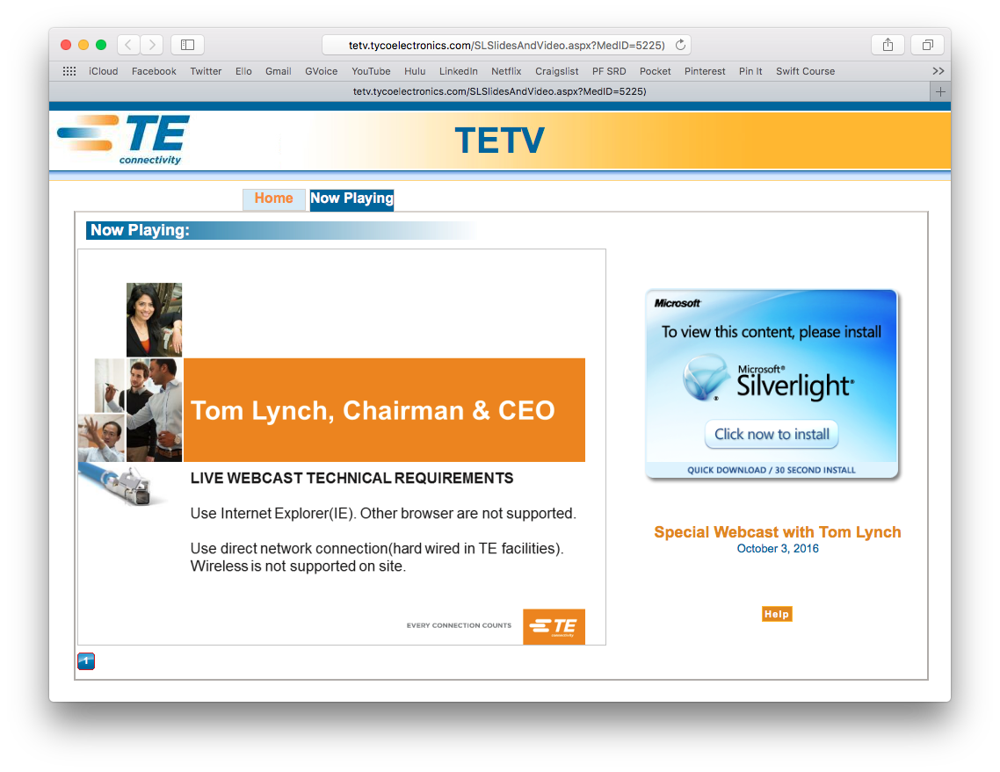 tetv.tycoelectronics.com/SLSlidesAndVideo.aspx?MedID=5225)
iCloud Facebook Twitter Ello Gmail GVoice YouTube Hulu LinkedIn Netflix Craigslist PF SRD Pocket Pinterest Pin It Swift Course >>
tetv.tycoelectronics.com/SLSlidesAndVideo.aspx?MedID=5225)
TE
connectivity
TETV
Home Now Playing
Now Playing:
Tom Lynch, Chairman & CEO
LIVE WEBCAST TECHNICAL REQUIREMENTS
Use Internet Explorer(IE). Other browser are not supported.
Use direct network connection(hard wired in TE facilities).
Wireless is not supported on site.
EVERY CONNECTION COUNTS
TE
connectivity
1
Microsoft
To view this content, please install
Microsoft®
Silverlight®
Click now to install
QUICK DOWNLOAD / 30 SECOND INSTALL
Special Webcast with Tom Lynch
October 3, 2016
Help